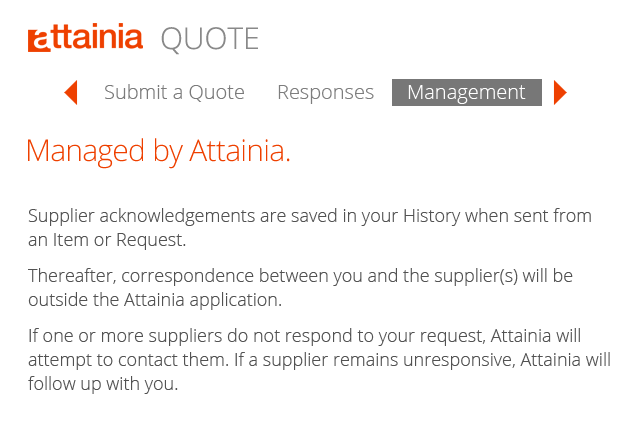 attainia QUOTE
Submit a Quote Responses Management
Managed by Attainia.
Supplier acknowledgements are saved in your History when sent from
an Item or Request.
Thereafter, correspondence between you and the supplier(s) will be
outside the Attainia application.
If one or more suppliers do not respond to your request, Attainia will
attempt to contact them. If a supplier remains unresponsive, Attainia will
follow up with you.